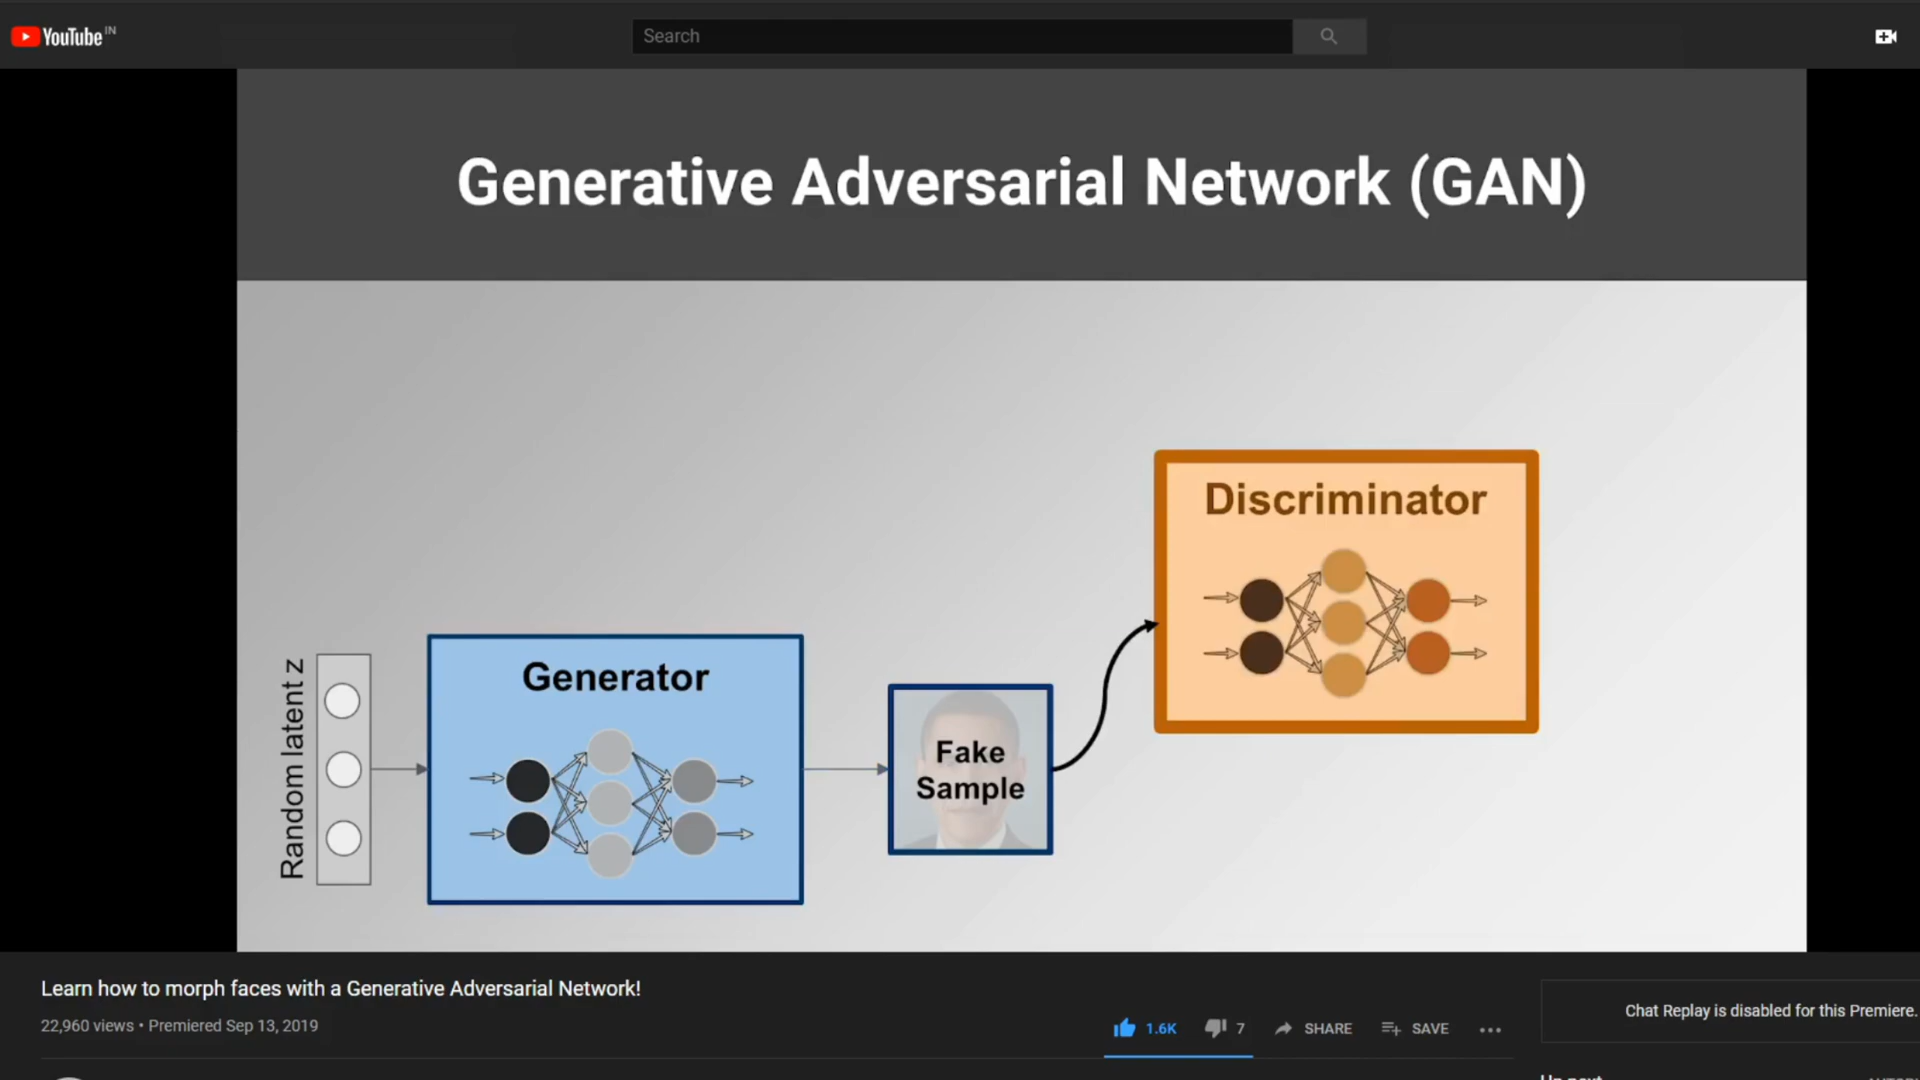 YouTube IN
Search
Generative Adversarial Network (GAN)
Discriminator
Generator
Random latent z
Fake
Sample
Learn how to morph faces with a Generative Adversarial Network!
22,960 views • Premiered Sep 13, 2019
1.6K 7 SHARE SAVE
Chat Replay is disabled for this Premiere.